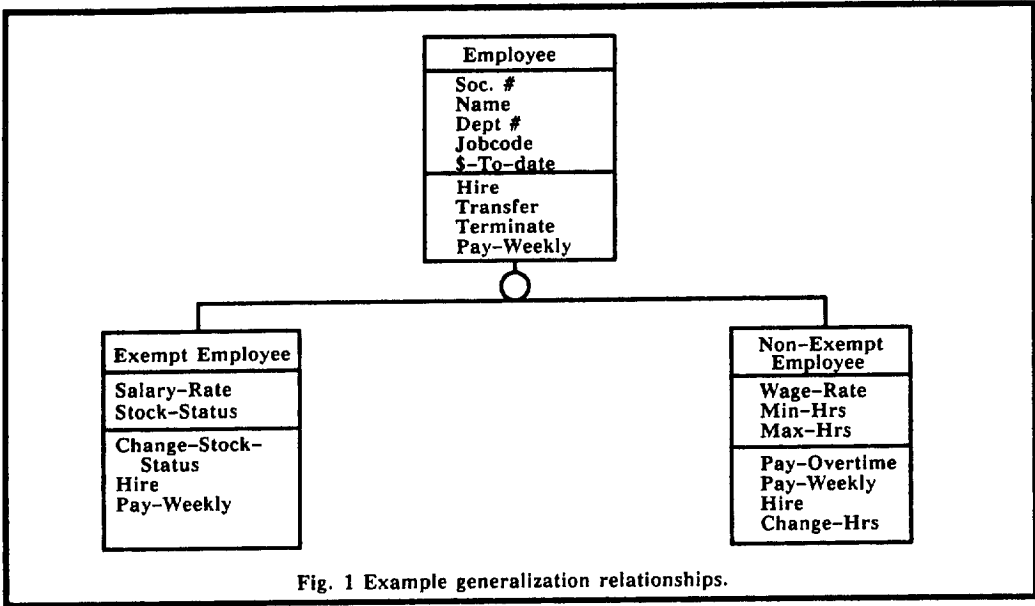 Employee
Soc. #
Name
Dept #
Jobcode
$-To-date
Hire
Transfer
Terminate
Pay-Weekly
Exempt Employee
Salary-Rate
Stock-Status
Change-Stock-
Status
Hire
Pay-Weekly
Non-Exempt
Employee
Wage-Rate
Min-Hrs
Max-Hrs
Pay-Overtime
Pay-Weekly
Hire
Change-Hrs
Fig. 1 Example generalization relationships.